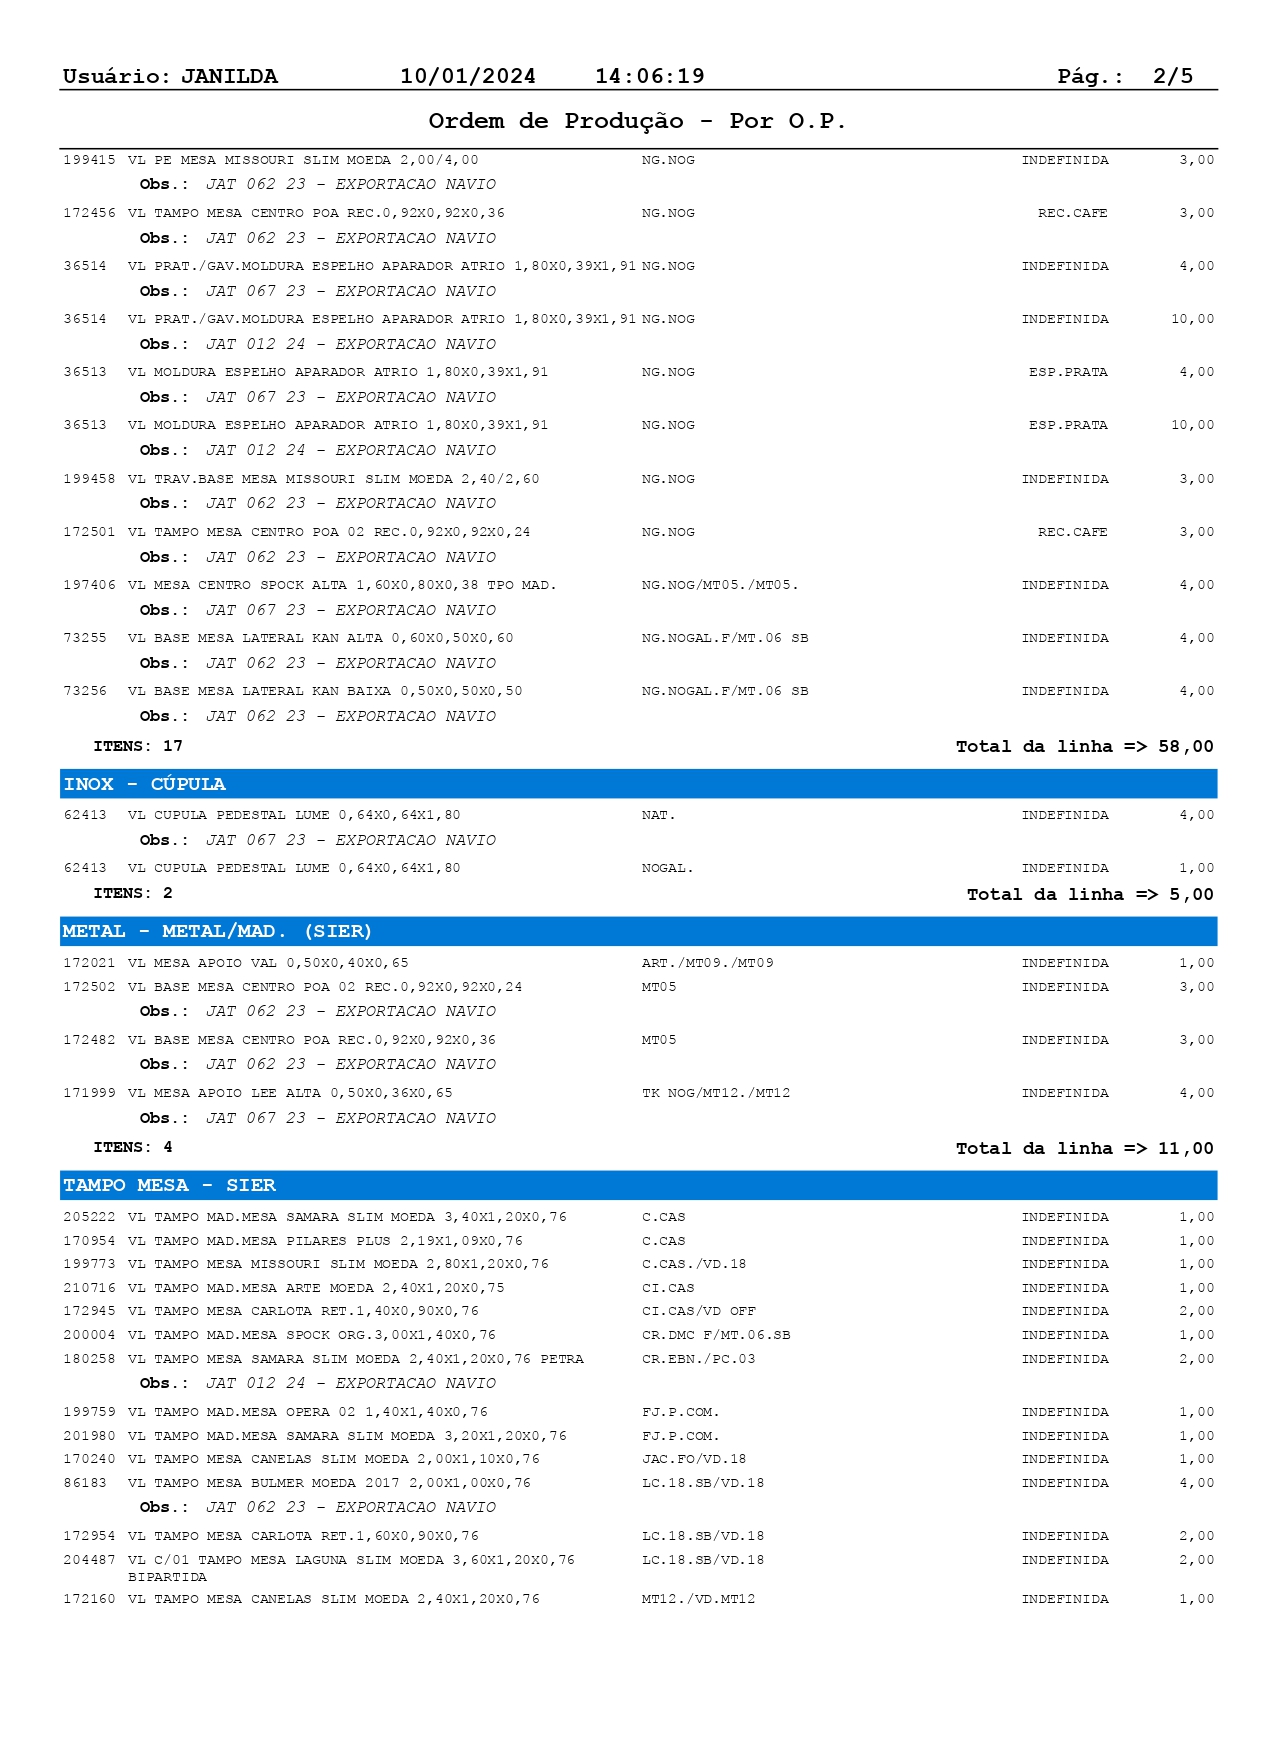 Usuário: JANILDA 10/01/2024 14:06:19 Pág.: 2/5
Ordem de Produção - Por O.P.
199415 VL PE MESA MISSOURI SLIM MOEDA 2,00/4,00 NG.NOG INDEFINIDA 3,00
Obs.: JAT 062 23 - EXPORTACAO NAVIO
172456 VL TAMPO MESA CENTRO POA REC.0,92X0,92X0,36 NG.NOG REC.CAFE 3,00
Obs.: JAT 062 23 - EXPORTACAO NAVIO
36514 VL PRAT./GAV.MOLDURA ESPELHO APARADOR ATRIO 1,80X0,39X1,91 NG.NOG INDEFINIDA 4,00
Obs.: JAT 067 23 - EXPORTACAO NAVIO
36514 VL PRAT./GAV.MOLDURA ESPELHO APARADOR ATRIO 1,80X0,39X1,91 NG.NOG INDEFINIDA 10,00
Obs.: JAT 012 24 - EXPORTACAO NAVIO
36513 VL MOLDURA ESPELHO APARADOR ATRIO 1,80X0,39X1,91 NG.NOG ESP.PRATA 4,00
Obs.: JAT 067 23 - EXPORTACAO NAVIO
36513 VL MOLDURA ESPELHO APARADOR ATRIO 1,80X0,39X1,91 NG.NOG ESP.PRATA 10,00
Obs.: JAT 012 24 - EXPORTACAO NAVIO
199458 VL TRAV.BASE MESA MISSOURI SLIM MOEDA 2,40/2,60 NG.NOG INDEFINIDA 3,00
Obs.: JAT 062 23 - EXPORTACAO NAVIO
172501 VL TAMPO MESA CENTRO POA 02 REC.0,92X0,92X0,24 NG.NOG REC.CAFE 3,00
Obs.: JAT 062 23 - EXPORTACAO NAVIO
197406 VL MESA CENTRO SPOCK ALTA 1,60X0,80X0,38 TPO MAD. NG.NOG/MT05./MT05. INDEFINIDA 4,00
Obs.: JAT 067 23 - EXPORTACAO NAVIO
73255 VL BASE MESA LATERAL KAN ALTA 0,60X0,50X0,60 NG.NOGAL.F/MT.06 SB INDEFINIDA 4,00
Obs.: JAT 062 23 - EXPORTACAO NAVIO
73256 VL BASE MESA LATERAL KAN BAIXA 0,50X0,50X0,50 NG.NOGAL.F/MT.06 SB INDEFINIDA 4,00
Obs.: JAT 062 23 - EXPORTACAO NAVIO
ITENS: 17 Total da linha => 58,00
INOX - CÚPULA
62413 VL CUPULA PEDESTAL LUME 0,64X0,64X1,80 NAT. INDEFINIDA 4,00
Obs.: JAT 067 23 - EXPORTACAO NAVIO
62413 VL CUPULA PEDESTAL LUME 0,64X0,64X1,80 NOGAL. INDEFINIDA 1,00
ITENS: 2 Total da linha => 5,00
METAL - METAL/MAD. (SIER)
172021 VL MESA APOIO VAL 0,50X0,40X0,65 ART./MT09./MT09 INDEFINIDA 1,00
172502 VL BASE MESA CENTRO POA 02 REC.0,92X0,92X0,24 MT05 INDEFINIDA 3,00
Obs.: JAT 062 23 - EXPORTACAO NAVIO
172482 VL BASE MESA CENTRO POA REC.0,92X0,92X0,36 MT05 INDEFINIDA 3,00
Obs.: JAT 062 23 - EXPORTACAO NAVIO
171999 VL MESA APOIO LEE ALTA 0,50X0,36X0,65 TK NOG/MT12./MT12 INDEFINIDA 4,00
Obs.: JAT 067 23 - EXPORTACAO NAVIO
ITENS: 4 Total da linha => 11,00
TAMPO MESA - SIER
205222 VL TAMPO MAD.MESA SAMARA SLIM MOEDA 3,40X1,20X0,76 C.CAS INDEFINIDA 1,00
170954 VL TAMPO MAD.MESA PILARES PLUS 2,19X1,09X0,76 C.CAS INDEFINIDA 1,00
199773 VL TAMPO MESA MISSOURI SLIM MOEDA 2,80X1,20X0,76 C.CAS./VD.18 INDEFINIDA 1,00
210716 VL TAMPO MAD.MESA ARTE MOEDA 2,40X1,20X0,75 CI.CAS INDEFINIDA 1,00
172945 VL TAMPO MESA CARLOTA RET.1,40X0,90X0,76 CI.CAS/VD OFF INDEFINIDA 2,00
200004 VL TAMPO MAD.MESA SPOCK ORG.3,00X1,40X0,76 CR.DMC F/MT.06.SB INDEFINIDA 1,00
180258 VL TAMPO MESA SAMARA SLIM MOEDA 2,40X1,20X0,76 PETRA CR.EBN./PC.03 INDEFINIDA 2,00
Obs.: JAT 012 24 - EXPORTACAO NAVIO
199759 VL TAMPO MAD.MESA OPERA 02 1,40X1,40X0,76 FJ.P.COM. INDEFINIDA 1,00
201980 VL TAMPO MAD.MESA SAMARA SLIM MOEDA 3,20X1,20X0,76 FJ.P.COM. INDEFINIDA 1,00
170240 VL TAMPO MESA CANELAS SLIM MOEDA 2,00X1,10X0,76 JAC.FO/VD.18 INDEFINIDA 1,00
86183 VL TAMPO MESA BULMER MOEDA 2017 2,00X1,00X0,76 LC.18.SB/VD.18 INDEFINIDA 4,00
Obs.: JAT 062 23 - EXPORTACAO NAVIO
172954 VL TAMPO MESA CARLOTA RET.1,60X0,90X0,76 LC.18.SB/VD.18 INDEFINIDA 2,00
204487 VL C/01 TAMPO MESA LAGUNA SLIM MOEDA 3,60X1,20X0,76 LC.18.SB/VD.18 INDEFINIDA 2,00
BIPARTIDA
172160 VL TAMPO MESA CANELAS SLIM MOEDA 2,40X1,20X0,76 MT12./VD.MT12 INDEFINIDA 1,00